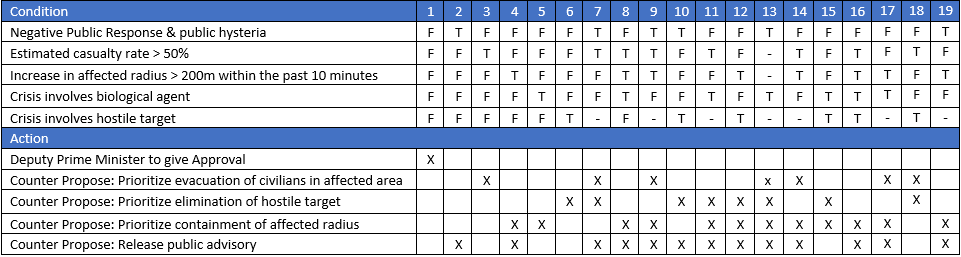 Condition 1 2 3 4 5 6 7 8 9 10 11 12 13 14 15 16 17 18 19
Negative Public Response & public hysteria F T F F F F T F T T T F T F F F F F T
Estimated casualty rate > 50% F F T F F F F T T F T T - T F T F T F
Increase in affected radius > 200m within the past 10 minutes F F F T F F F T T F F T - T F T T F T
Crisis involves biological agent F F F F T F F T F F T F T F T T T F F
Crisis involves hostile target F F F F F T - F - T - T - - T T - T -
Action
Deputy Prime Minister to give Approval X
Counter Propose: Prioritize evacuation of civilians in affected area X X X x X X X
Counter Propose: Prioritize elimination of hostile target X X X X X X X X
Counter Propose: Prioritize containment of affected radius X X X X X X X X X X X X
Counter Propose: Release public advisory X X X X X X X X X X X X X